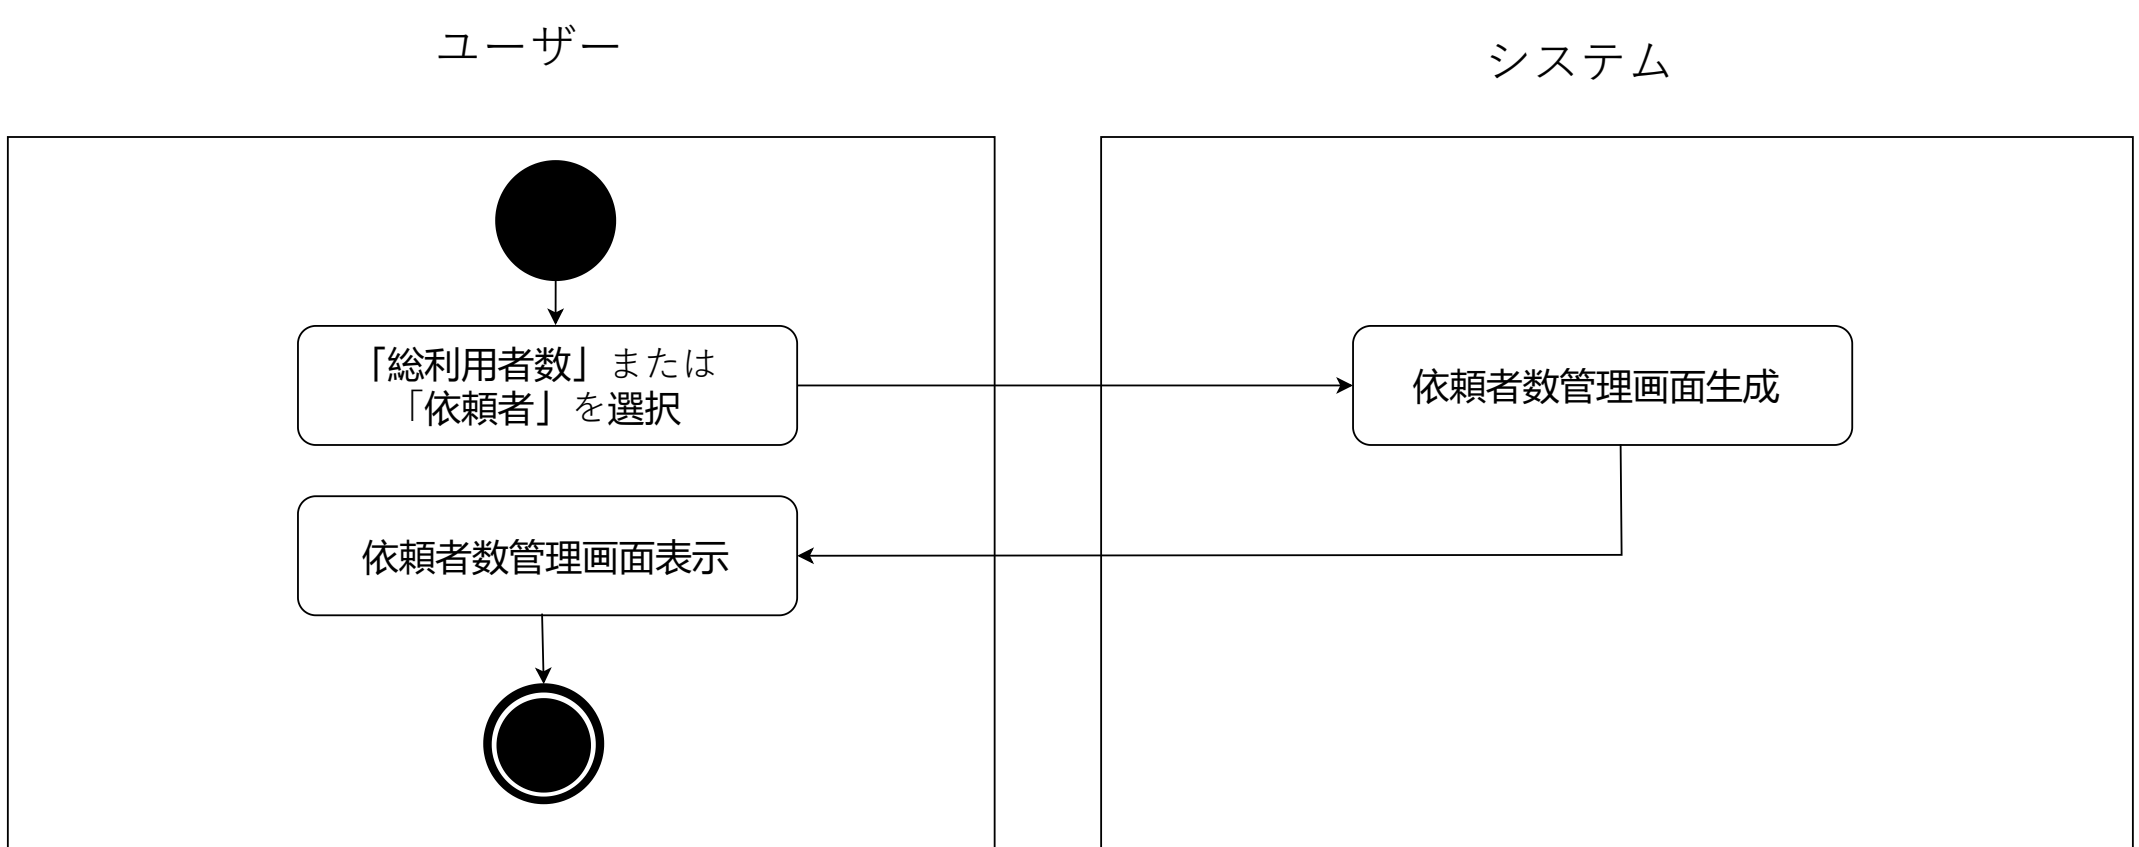 ユーザー
システム
「総利用者数」または
「依頼者」を選択
依頼者数管理画面生成
依頼者数管理画面表示